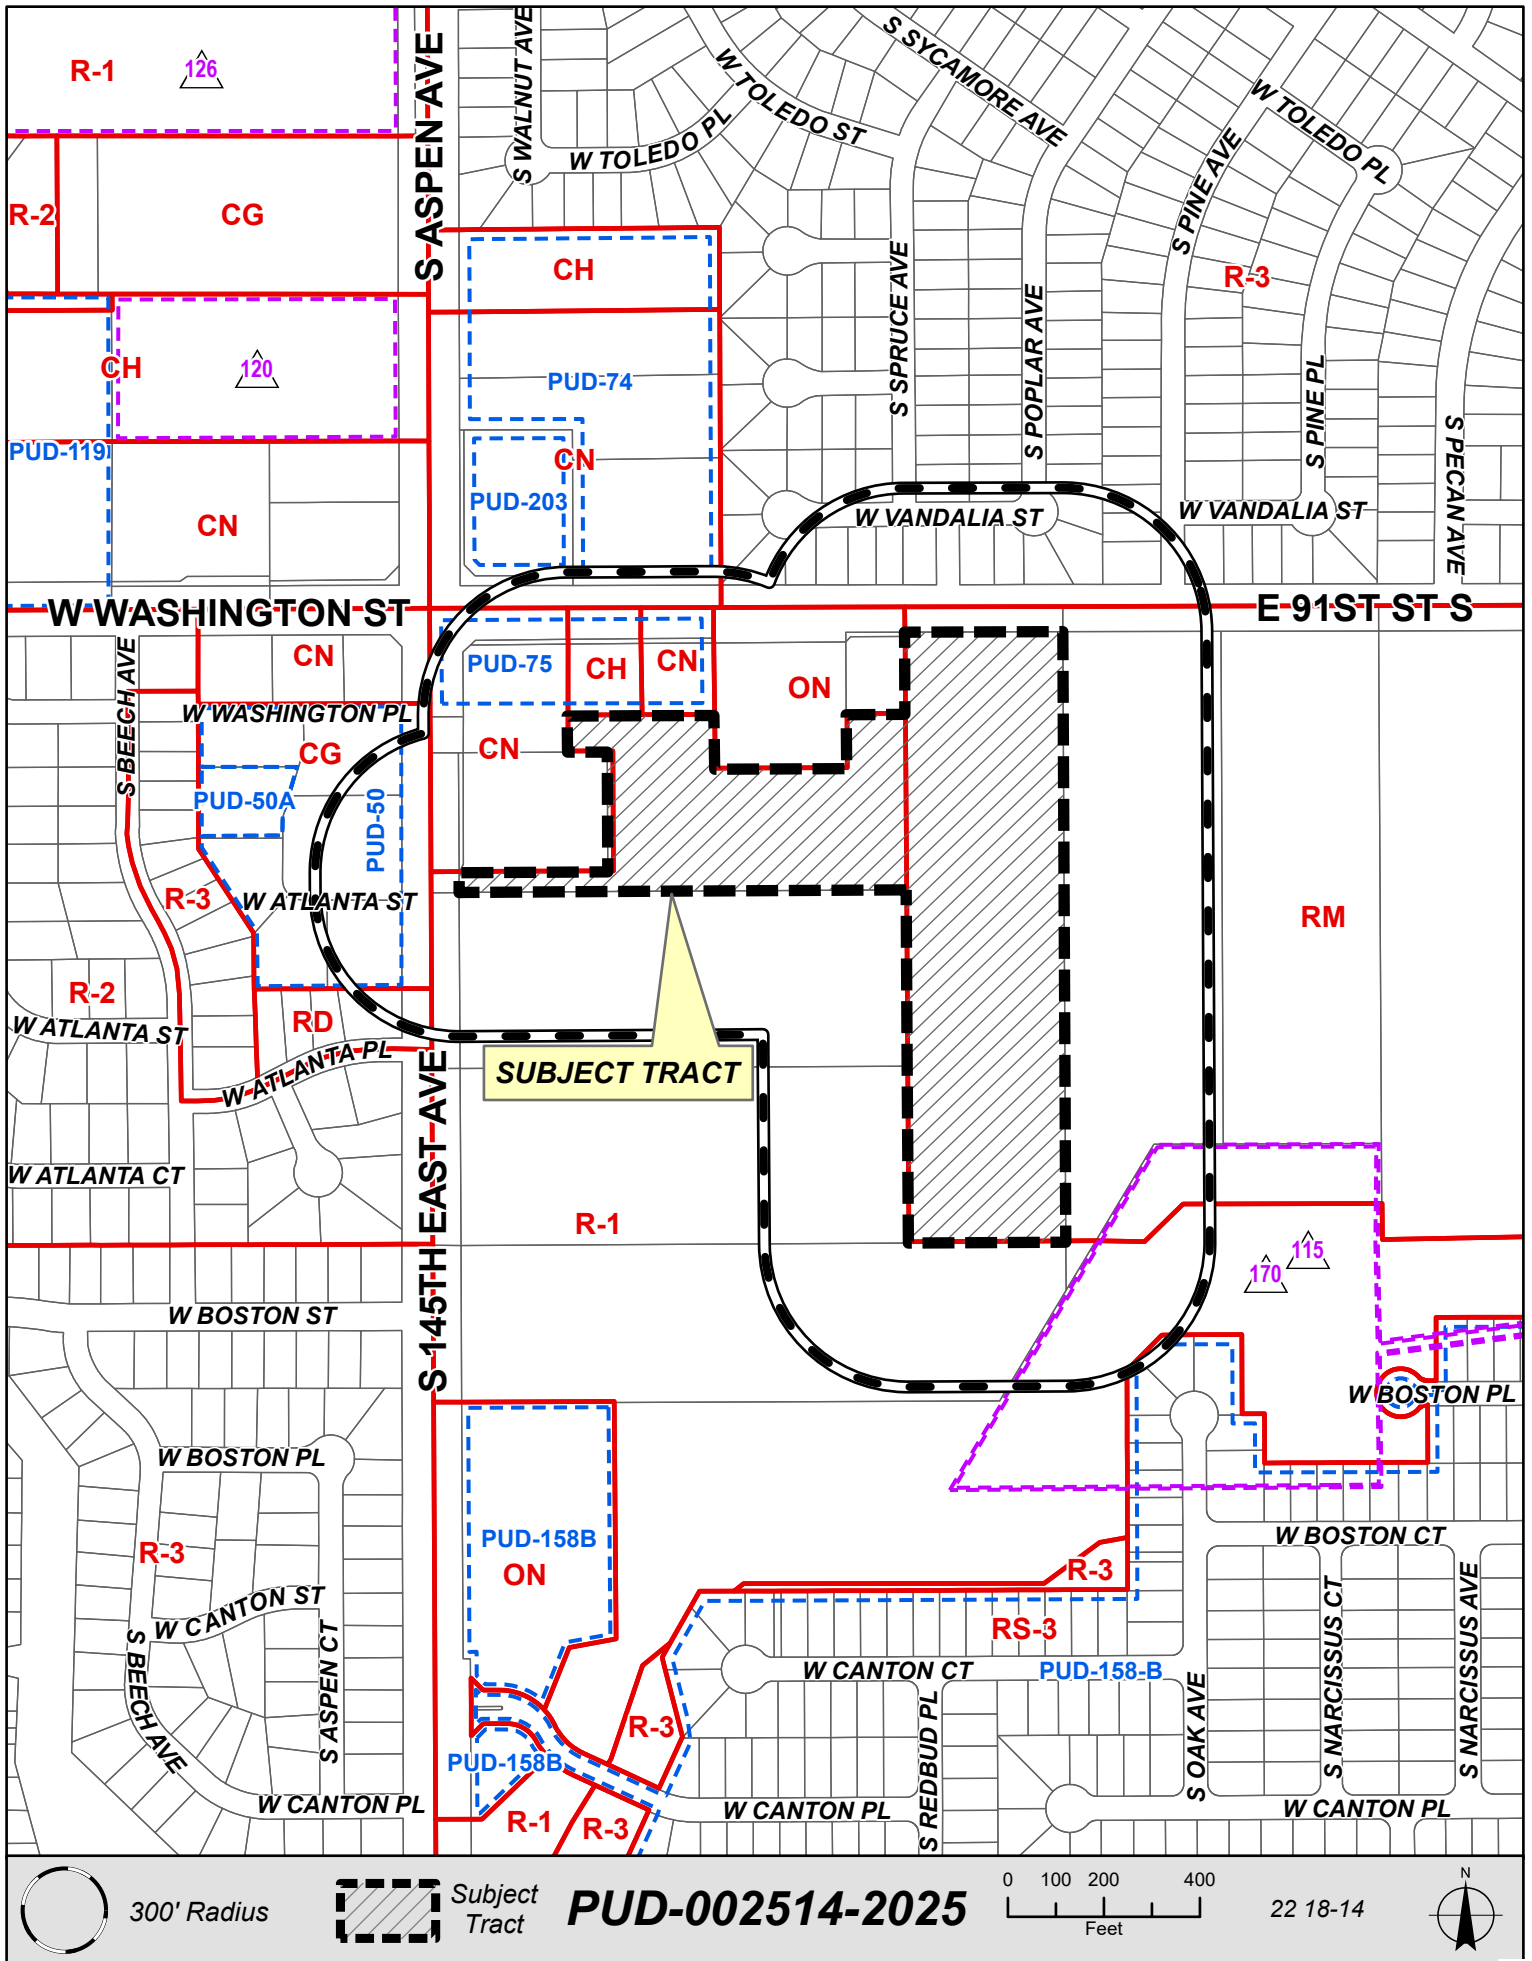 R-1
126
S ASPEN AVE
S WALNUT AVE
W TOLEDO PL
W TOLEDO ST
S SYCAMORE AVE
W TOLEDO PL
S PINE AVE
R-2
CG
CH
S SPRUCE AVE
S POPLAR AVE
R-3
S PINE PL
S PECAN AVE
CH
120
PUD-74
PUD-119
CN
PUD-203
CN
W VANDALIA ST
W VANDALIA ST
W WASHINGTON ST
E 91ST ST S
CN
S BEECH AVE
PUD-75
CH
CN
ON
W WASHINGTON PL
CG
CN
PUD-50A
PUD-50
R-3
W ATLANTA ST
RM
R-2
RD
W ATLANTA ST
W ATLANTA PL
SUBJECT TRACT
S 145TH EAST AVE
W ATLANTA CT
R-1
115
170
W BOSTON ST
W BOSTON PL
W BOSTON PL
PUD-158B
ON
W BOSTON CT
R-3
R-3
W CANTON ST
S BEECH AVE
S ASPEN CT
RS-3
W CANTON CT
PUD-158-B
S OAK AVE
S NARCISSUS CT
S NARCISSUS AVE
R-3
S REDBUD PL
PUD-158B
W CANTON PL
R-1
R-3
W CANTON PL
W CANTON PL
300' Radius
Subject
Tract
PUD-002514-2025
0 100 200 400
Feet
22 18-14
N